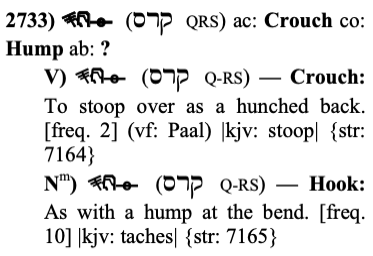 2733) (קרס QRS) ac: Crouch co:
Hump ab: ?
V) (קרס Q-RS) — Crouch:
To stoop over as a hunched back.
[freq. 2] (vf: Paal) |kjv: stoop| {str:
7164}
Nᵐ) (קרס Q-RS) — Hook:
As with a hump at the bend. [freq.
10] |kjv: taches| {str: 7165}